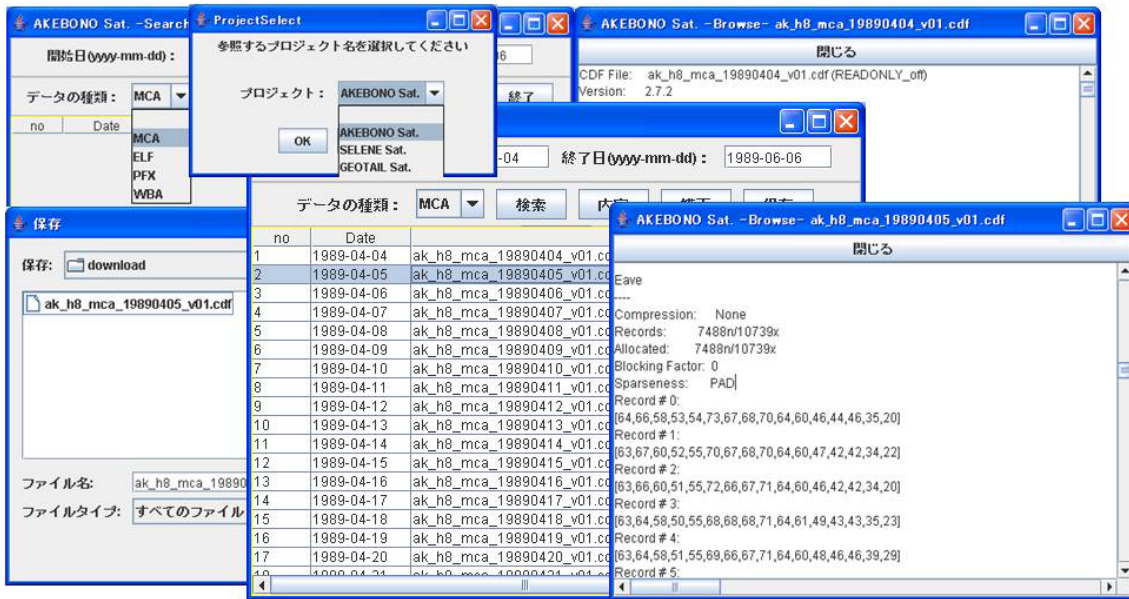 AKEBONO Sat. -Search
開始日(yyyy-mm-dd)：
データの種類： MCA
終了
no Date
MCA
ELF
PFX
WBA
ProjectSelect
参照するプロジェクト名を選択してください
プロジェクト： AKEBONO Sat.
AKEBONO Sat.
SELENE Sat.
GEOTAIL Sat.
OK
AKEBONO Sat. -Browse- ak_h8_mca_19890404_v01.cdf
閉じる
CDF File: ak_h8_mca_19890404_v01.cdf (READONLY_off)
Version: 2.7.2
-04 終了日(yyyy-mm-dd)： 1989-06-06
データの種類： MCA 検索
no Date
1 1989-04-04 ak_h8_mca_19890404_v01.cd
2 1989-04-05 ak_h8_mca_19890405_v01.cd
3 1989-04-06 ak_h8_mca_19890406_v01.cd
4 1989-04-07 ak_h8_mca_19890407_v01.cd
5 1989-04-08 ak_h8_mca_19890408_v01.cd
6 1989-04-09 ak_h8_mca_19890409_v01.cd
7 1989-04-10 ak_h8_mca_19890410_v01.cd
8 1989-04-11 ak_h8_mca_19890411_v01.cd
9 1989-04-12 ak_h8_mca_19890412_v01.cd
10 1989-04-13 ak_h8_mca_19890413_v01.cd
11 1989-04-14 ak_h8_mca_19890414_v01.cd
12 1989-04-15 ak_h8_mca_19890415_v01.cd
13 1989-04-16 ak_h8_mca_19890416_v01.cd
14 1989-04-17 ak_h8_mca_19890417_v01.cd
15 1989-04-18 ak_h8_mca_19890418_v01.cd
16 1989-04-19 ak_h8_mca_19890419_v01.cd
17 1989-04-20 ak_h8_mca_19890420_v01.cd
保存
保存: download
ak_h8_mca_19890405_v01.cdf
ファイル名: ak_h8_mca_19890
ファイルタイプ: すべてのファイル
AKEBONO Sat. -Browse- ak_h8_mca_19890405_v01.cdf
閉じる
Eave
----
Compression: None
Records: 7488n/10739x
Allocated: 7488n/10739x
Blocking Factor: 0
Sparseness: PAD
Record # 0:
[64,66,58,53,54,73,67,68,70,64,60,46,44,46,35,20]
Record # 1:
[63,67,60,52,55,70,67,68,70,64,60,47,42,42,34,22]
Record # 2:
[63,66,60,51,55,72,66,67,71,64,60,46,42,42,34,20]
Record # 3:
[63,64,58,50,55,68,68,68,71,64,61,49,43,43,35,23]
Record # 4:
[63,64,58,51,55,69,66,67,71,64,60,48,46,46,39,29]
Record # 5: